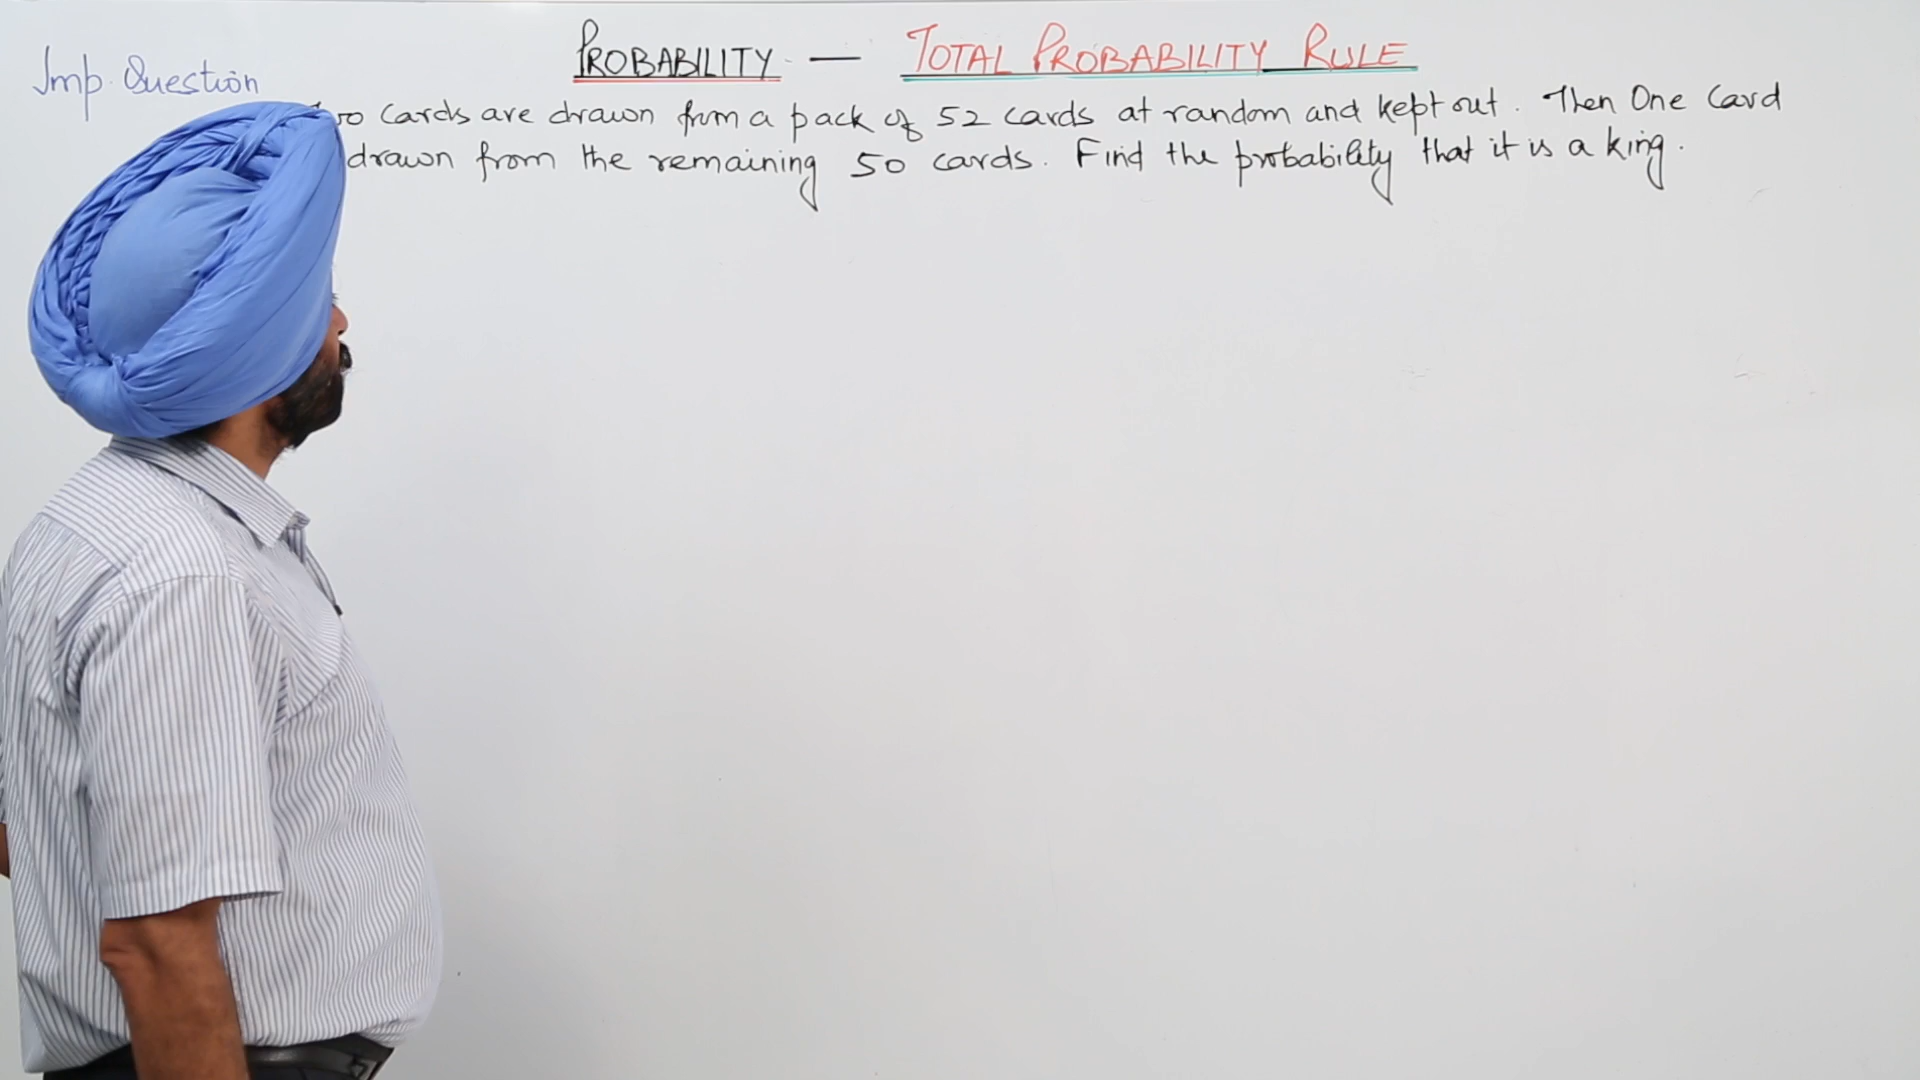 PROBABILITY — TOTAL PROBABILITY RULE
Imp. Question
cards are drawn from a pack of 52 cards at random and kept out. Then One Card
drawn from the remaining 50 cards. Find the probability that it is a king.